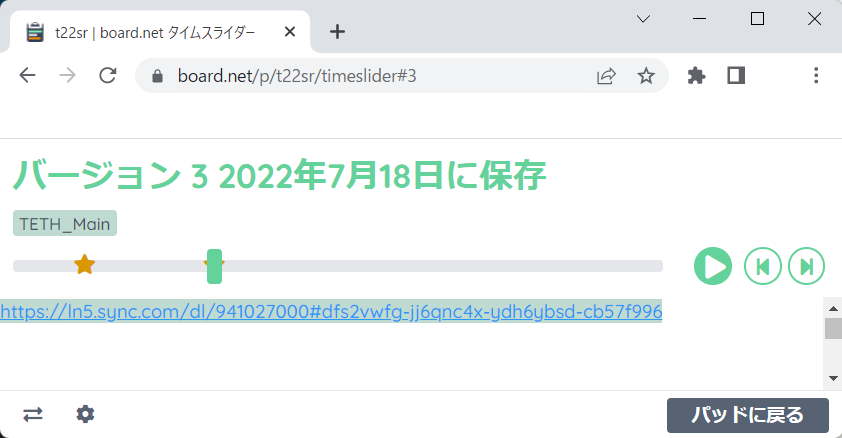 t22sr | board.net タイムスライダー
board.net/p/t22sr/timeslider#3
バージョン 3 2022年7月18日に保存
TETH_Main
https://ln5.sync.com/dl/941027000#dfs2vwfg-jj6qnc4x-ydh6ybsd-cb57f996
パッドに戻る